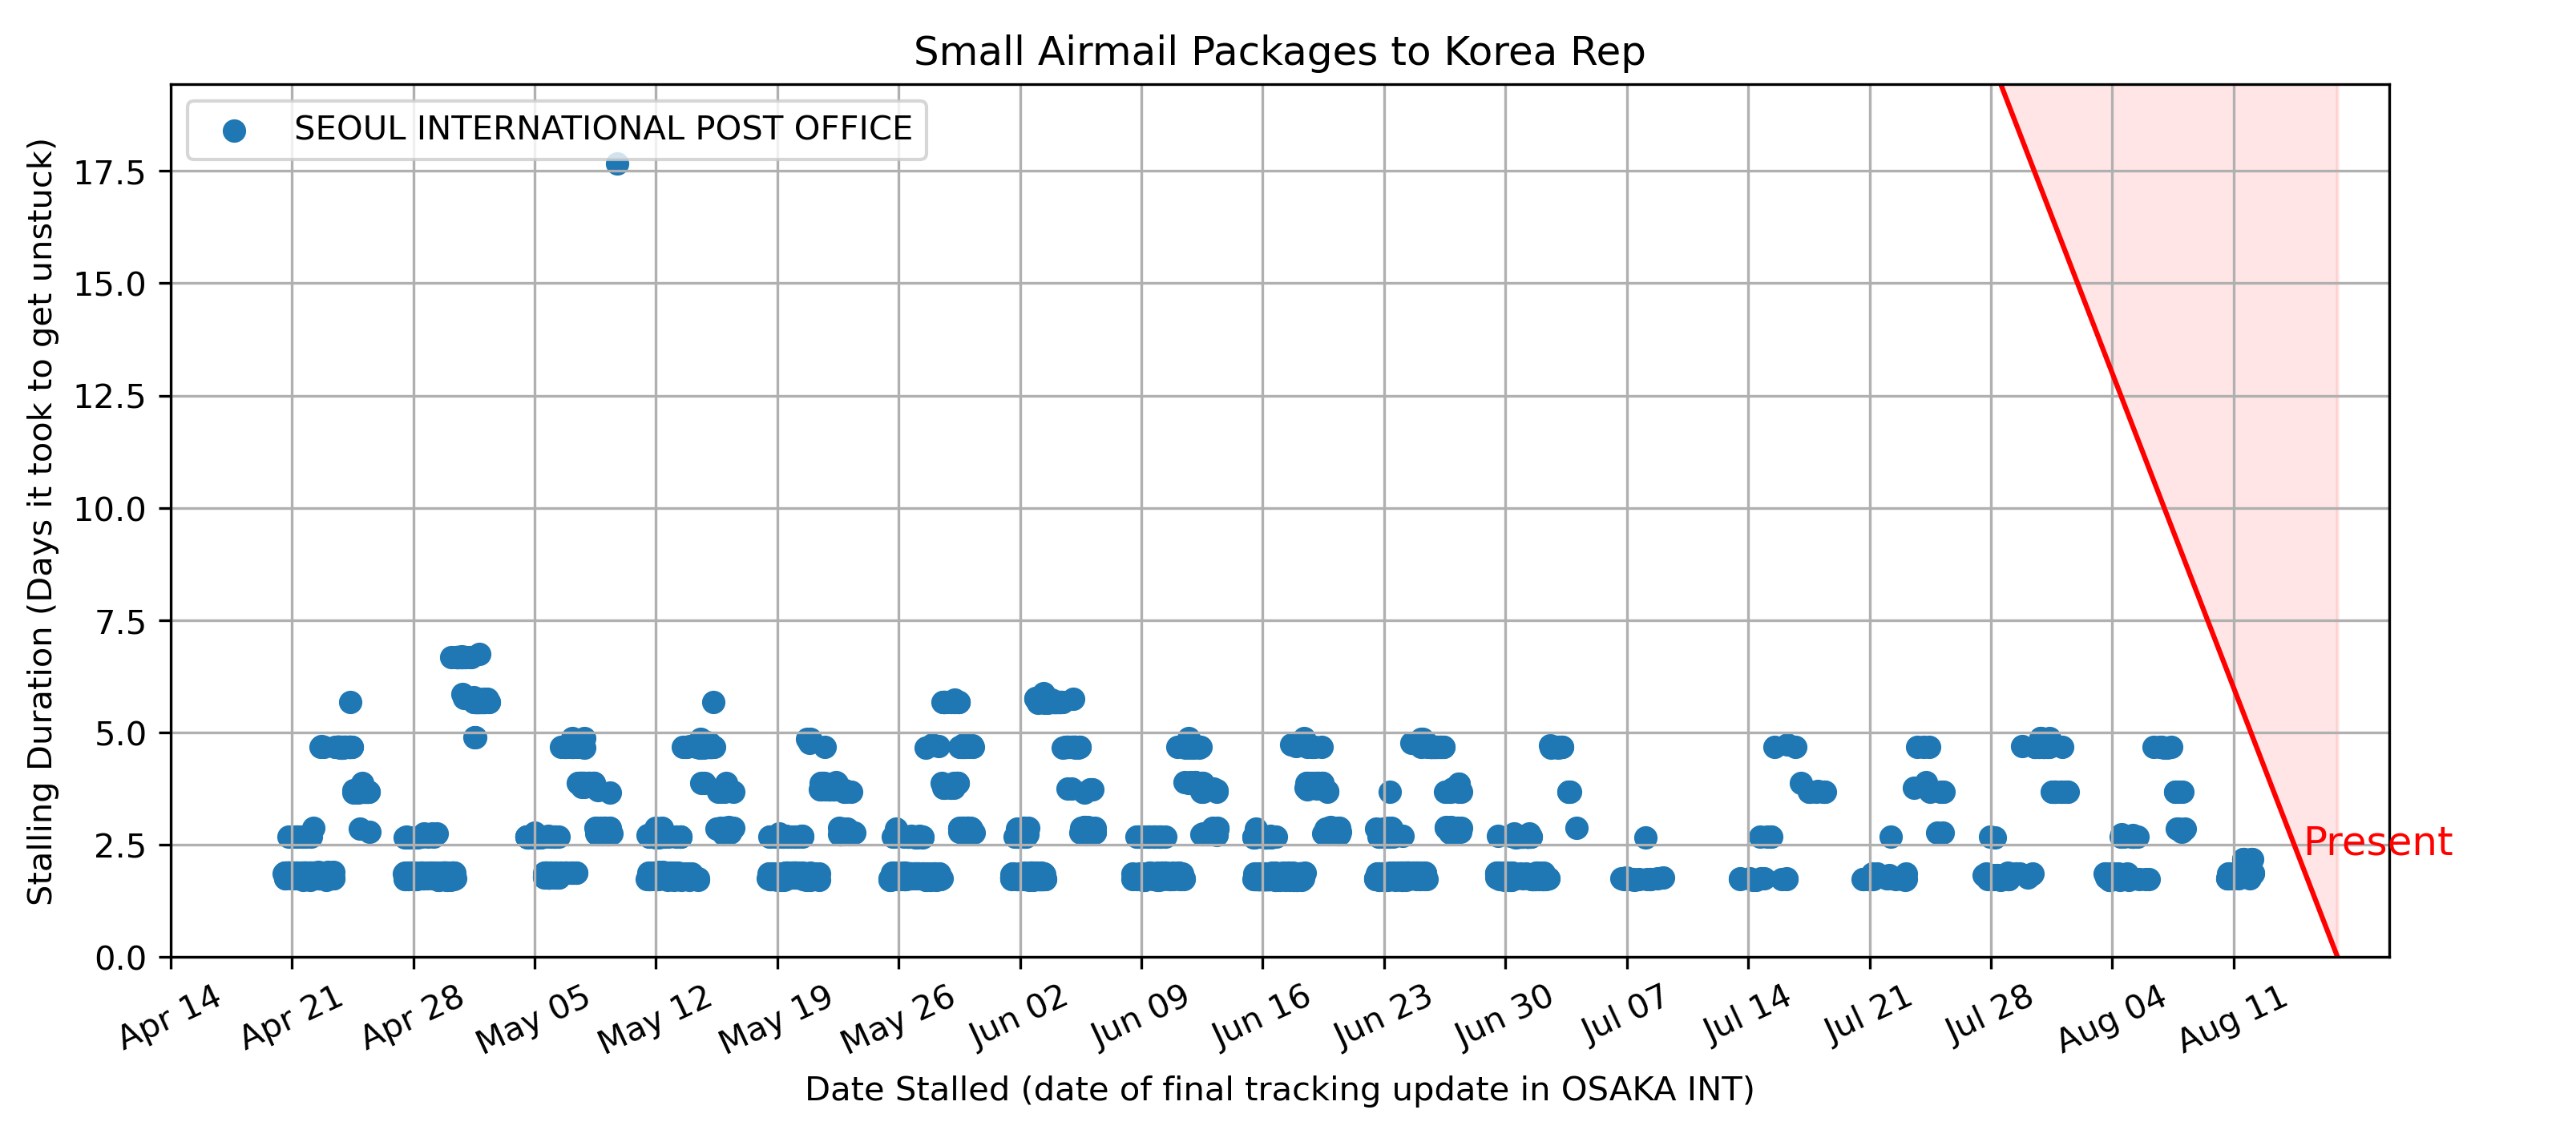 Small Airmail Packages to Korea Rep
SEOUL INTERNATIONAL POST OFFICE
Stalling Duration (Days it took to get unstuck)
17.5
15.0
12.5
10.0
7.5
5.0
2.5
0.0
Present
Apr 14
Apr 21
Apr 28
May 05
May 12
May 19
May 26
Jun 02
Jun 09
Jun 16
Jun 23
Jun 30
Jul 07
Jul 14
Jul 21
Jul 28
Aug 04
Aug 11
Date Stalled (date of final tracking update in OSAKA INT)